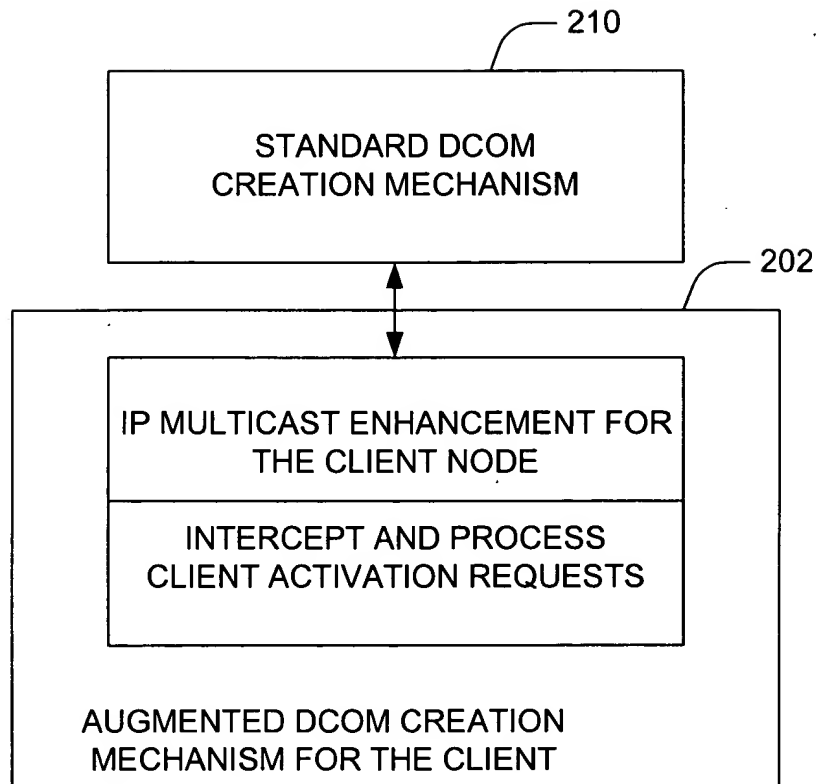 210
STANDARD DCOM
CREATION MECHANISM
202
IP MULTICAST ENHANCEMENT FOR
THE CLIENT NODE
INTERCEPT AND PROCESS
CLIENT ACTIVATION REQUESTS
AUGMENTED DCOM CREATION
MECHANISM FOR THE CLIENT